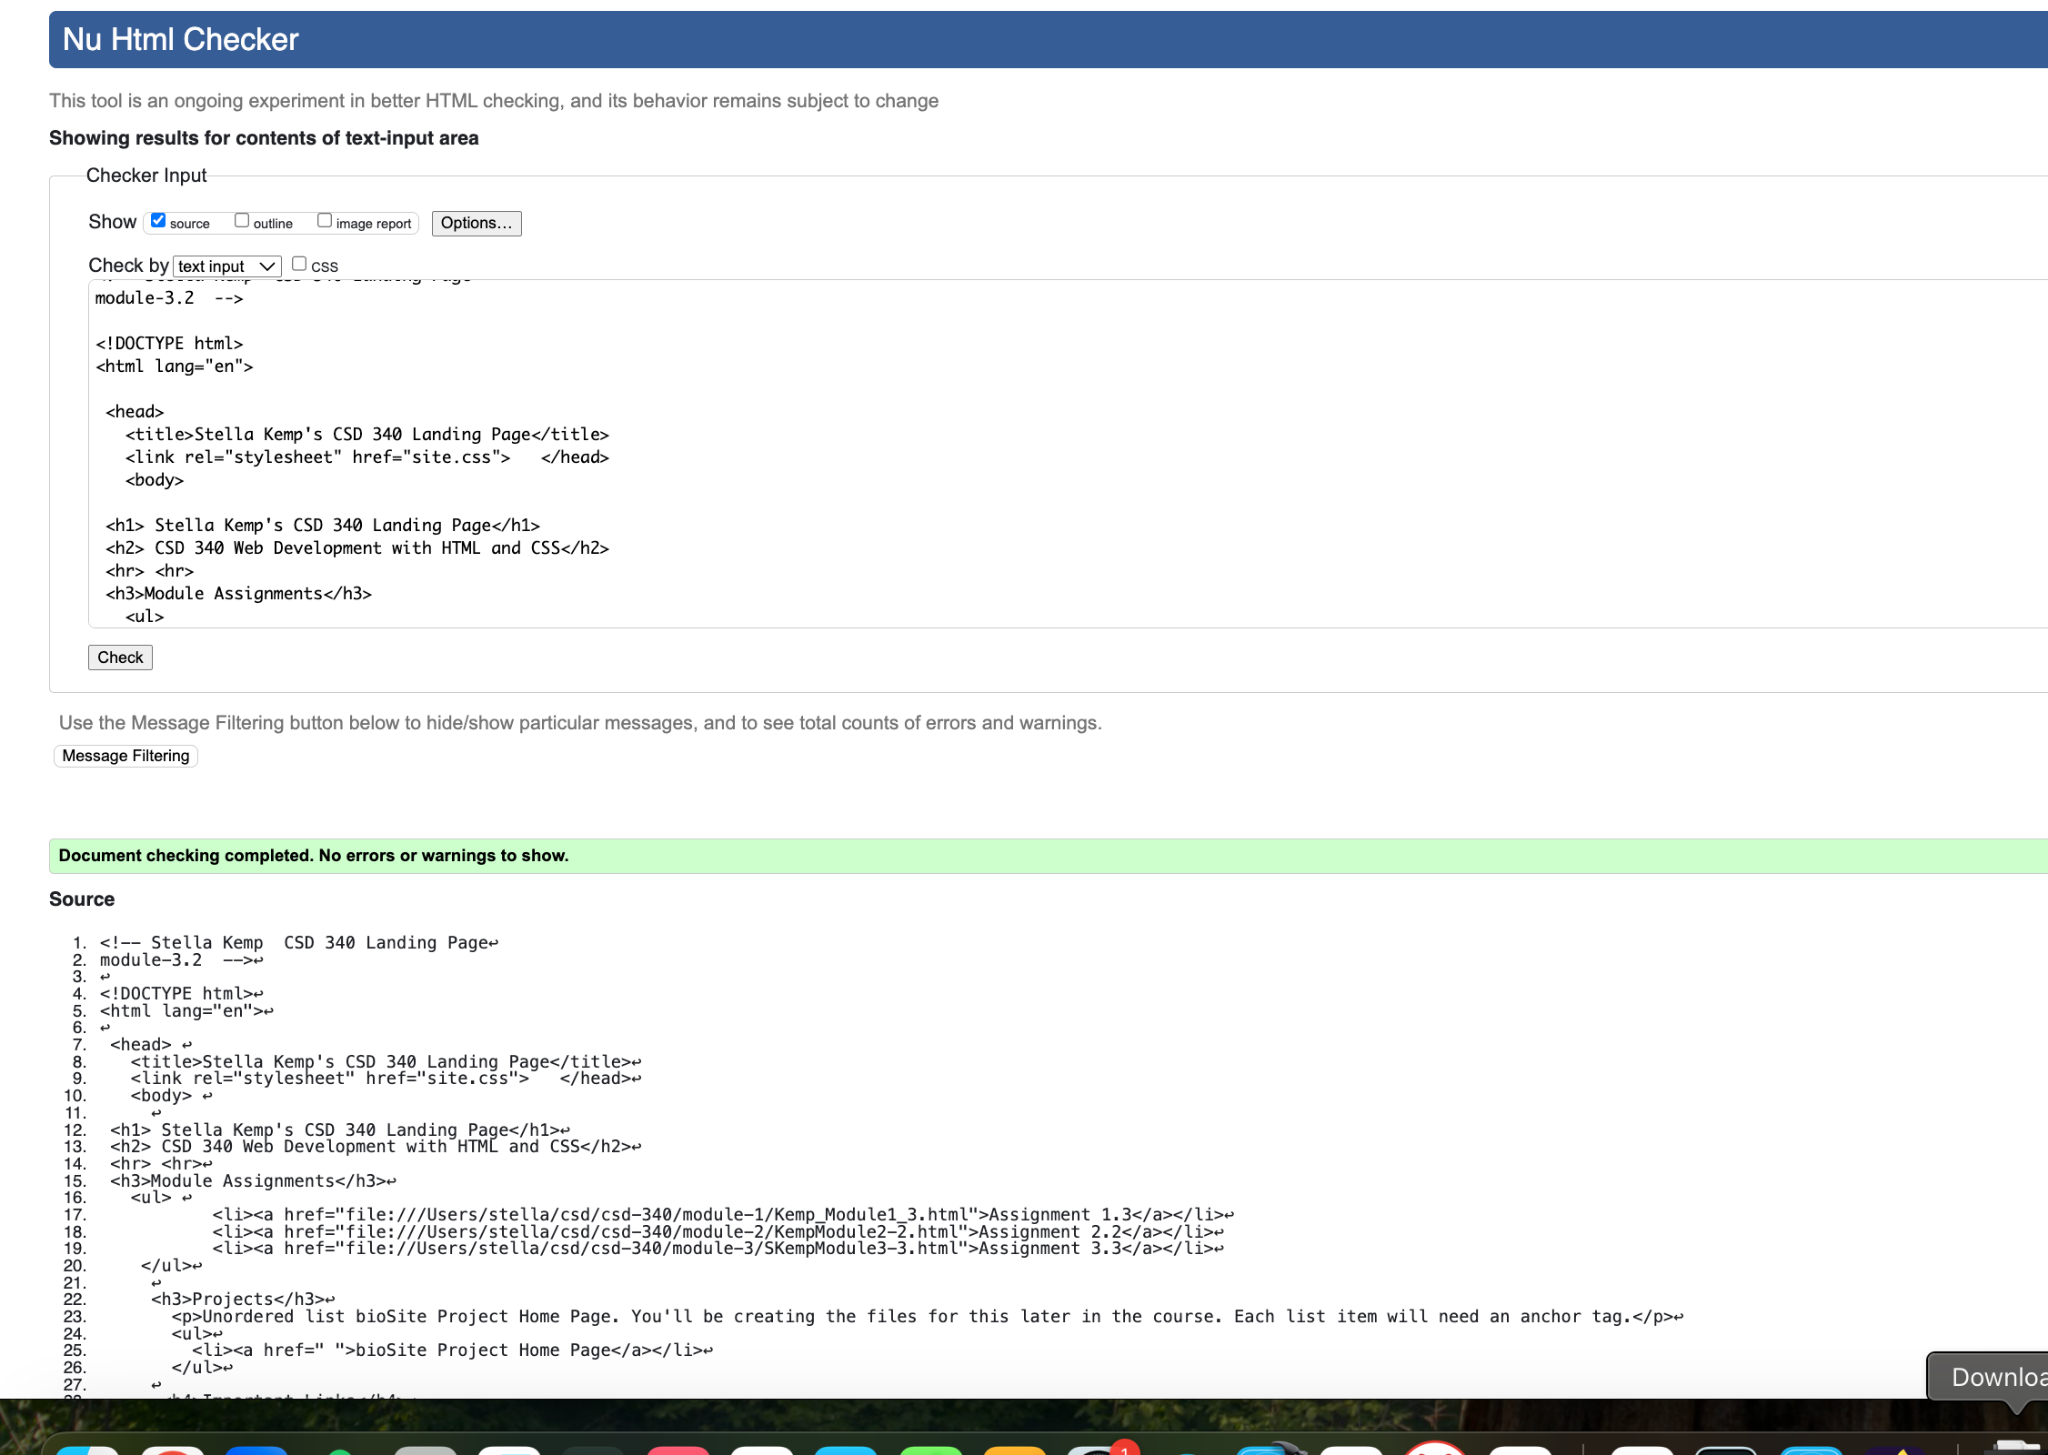 Nu Html Checker
This tool is an ongoing experiment in better HTML checking, and its behavior remains subject to change
Showing results for contents of text-input area
Checker Input
Show source outline image report Options...
Check by text input css
module-3.2  -->
<!DOCTYPE html>
<html lang="en">
<head>
<title>Stella Kemp's CSD 340 Landing Page</title>
<link rel="stylesheet" href="site.css">   </head>
<body>
<h1> Stella Kemp's CSD 340 Landing Page</h1>
<h2> CSD 340 Web Development with HTML and CSS</h2>
<hr> <hr>
<h3>Module Assignments</h3>
<ul>
Check
Use the Message Filtering button below to hide/show particular messages, and to see total counts of errors and warnings.
Message Filtering
Document checking completed. No errors or warnings to show.
Source
1. <!-- Stella Kemp  CSD 340 Landing Page↩
2. module-3.2  -->↩
3. ↩
4. <!DOCTYPE html>↩
5. <html lang="en">↩
6. ↩
7. <head> ↩
8. <title>Stella Kemp's CSD 340 Landing Page</title>↩
9. <link rel="stylesheet" href="site.css">   </head>↩
10. <body> ↩
11. ↩
12. <h1> Stella Kemp's CSD 340 Landing Page</h1>↩
13. <h2> CSD 340 Web Development with HTML and CSS</h2>↩
14. <hr> <hr>↩
15. <h3>Module Assignments</h3>↩
16. <ul> ↩
17. <li><a href="file:///Users/stella/csd/csd-340/module-1/Kemp_Module1_3.html">Assignment 1.3</a></li>↩
18. <li><a href="file:///Users/stella/csd/csd-340/module-2/KempModule2-2.html">Assignment 2.2</a></li>↩
19. <li><a href="file://Users/stella/csd/csd-340/module-3/SKempModule3-3.html">Assignment 3.3</a></li>↩
20. </ul>↩
21. ↩
22. <h3>Projects</h3>↩
23. <p>Unordered list bioSite Project Home Page. You'll be creating the files for this later in the course. Each list item will need an anchor tag.</p>↩
24. <ul>↩
25. <li><a href=" ">bioSite Project Home Page</a></li>↩
26. </ul>↩
27. ↩
Downloa
1